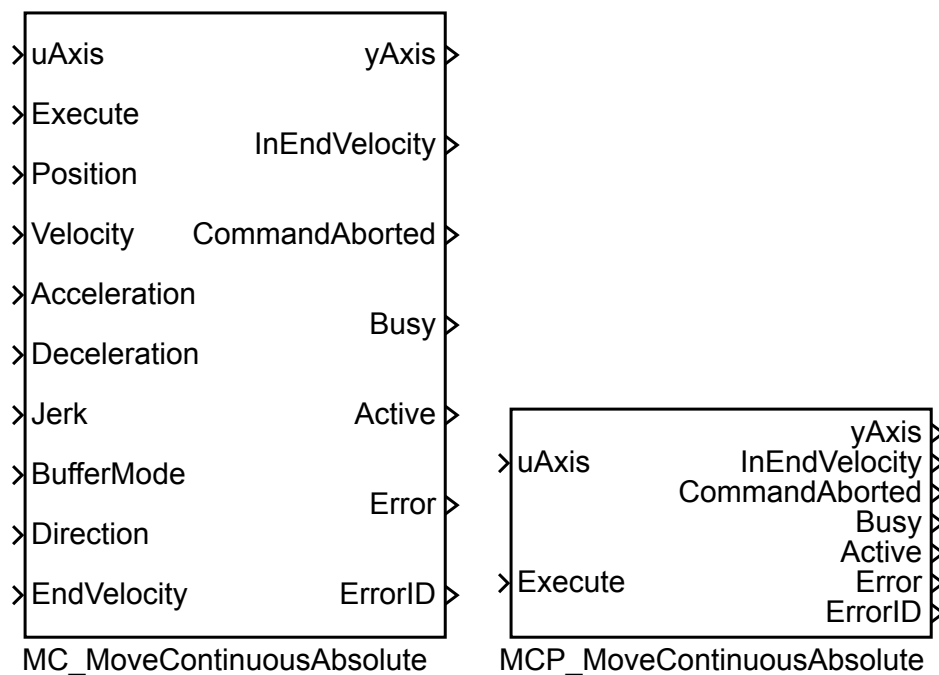 uAxis yAxis
Execute
InEndVelocity
Position
Velocity CommandAborted
Acceleration
Busy
Deceleration
Jerk Active
BufferMode
Error
Direction
EndVelocity ErrorID
MC_MoveContinuousAbsolute
yAxis
uAxis InEndVelocity
CommandAborted
Busy
Active
Execute Error
ErrorID
MCP_MoveContinuousAbsolute